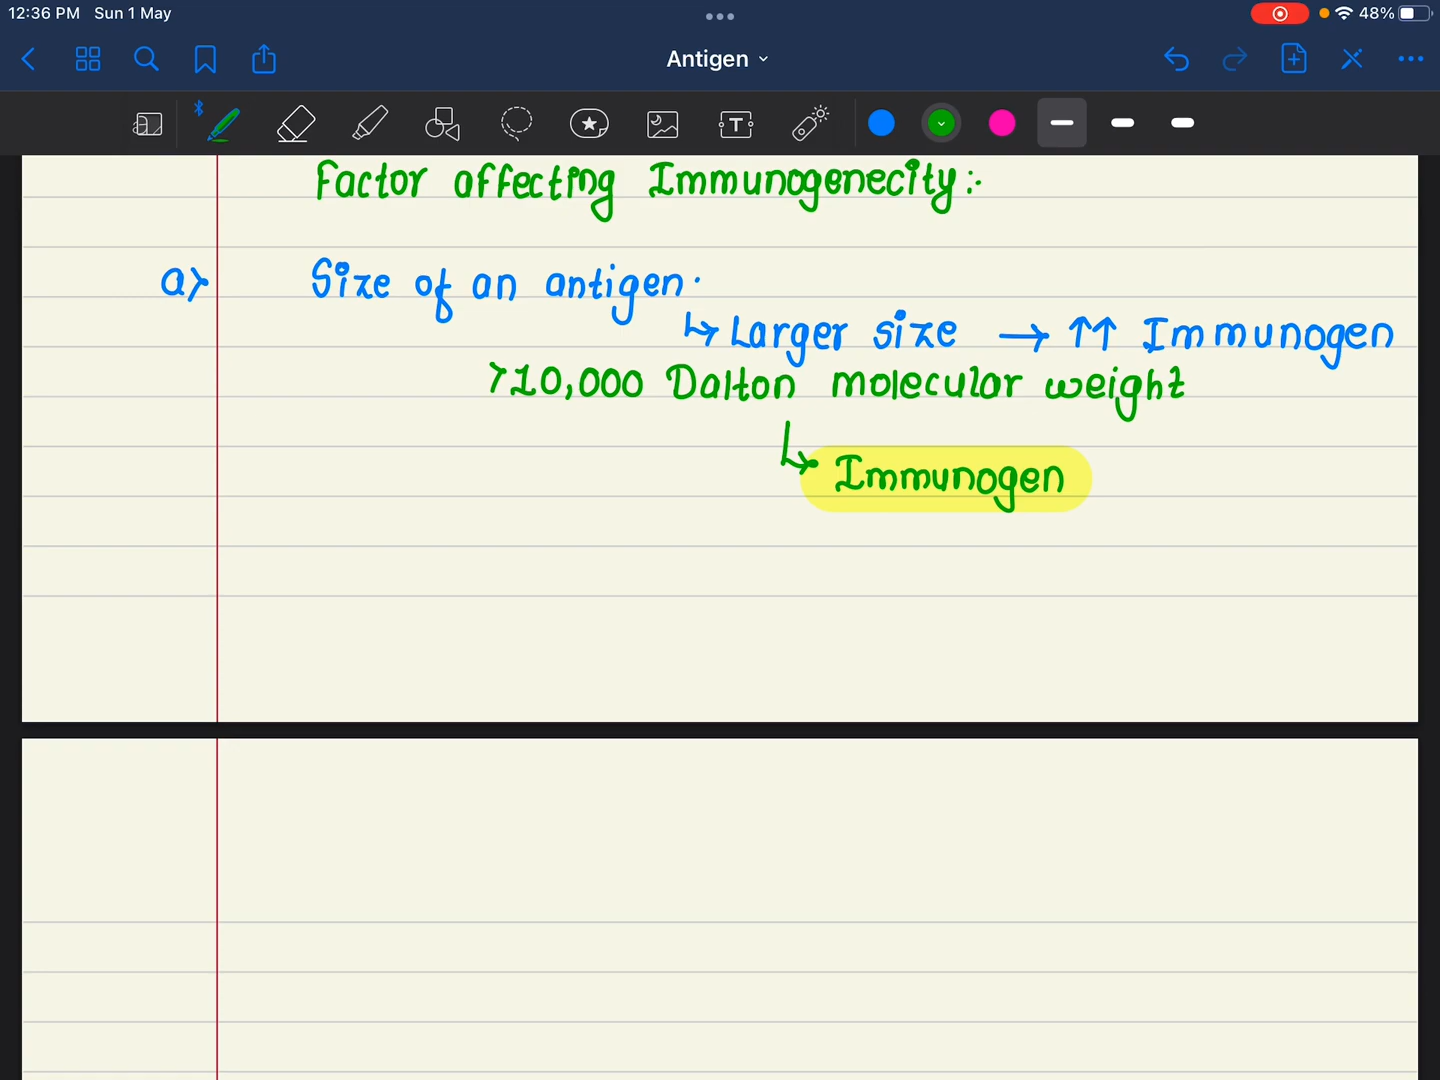 12:36 PM Sun 1 May 48%
Antigen
Factor affecting Immunogenecity:-
a> Size of an antigen.
↳ Larger size → ↑↑ Immunogen
>10,000 Dalton molecular weight
↳ Immunogen